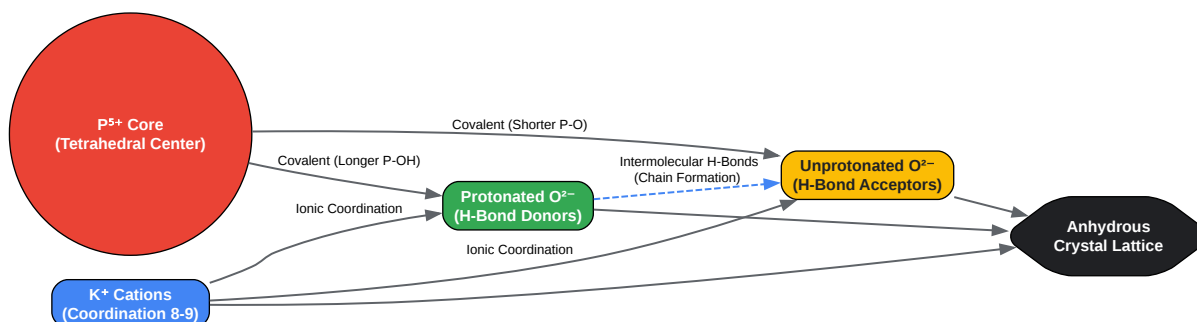 P⁵⁺ Core
(Tetrahedral Center)
Covalent (Shorter P-O)
Covalent (Longer P-OH)
Intermolecular H-Bonds
(Chain Formation)
Unprotonated O²⁻
(H-Bond Acceptors)
Protonated O²⁻
(H-Bond Donors)
Ionic Coordination
Ionic Coordination
Anhydrous
Crystal Lattice
K⁺ Cations
(Coordination 8-9)